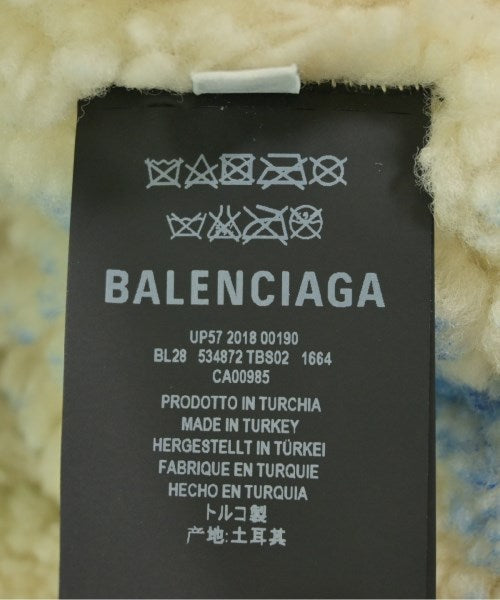 BALENCIAGA
UP57 2018 00190
BL28 534872 TBS02 1664
CA00985
PRODOTTO IN TURCHIA
MADE IN TURKEY
HERGESTELLT IN TÜRKEI
FABRIQUE EN TURQUIE
HECHO EN TURQUIA
トルコ製
产地:土耳其